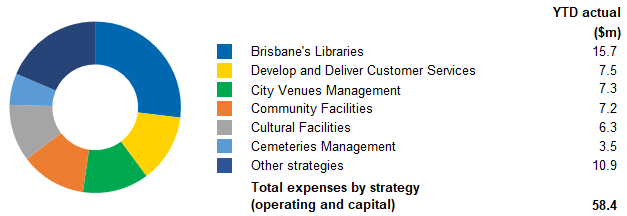 YTD actual
($m)
Brisbane's Libraries 15.7
Develop and Deliver Customer Services 7.5
City Venues Management 7.3
Community Facilities 7.2
Cultural Facilities 6.3
Cemeteries Management 3.5
Other strategies 10.9
Total expenses by strategy
(operating and capital) 58.4